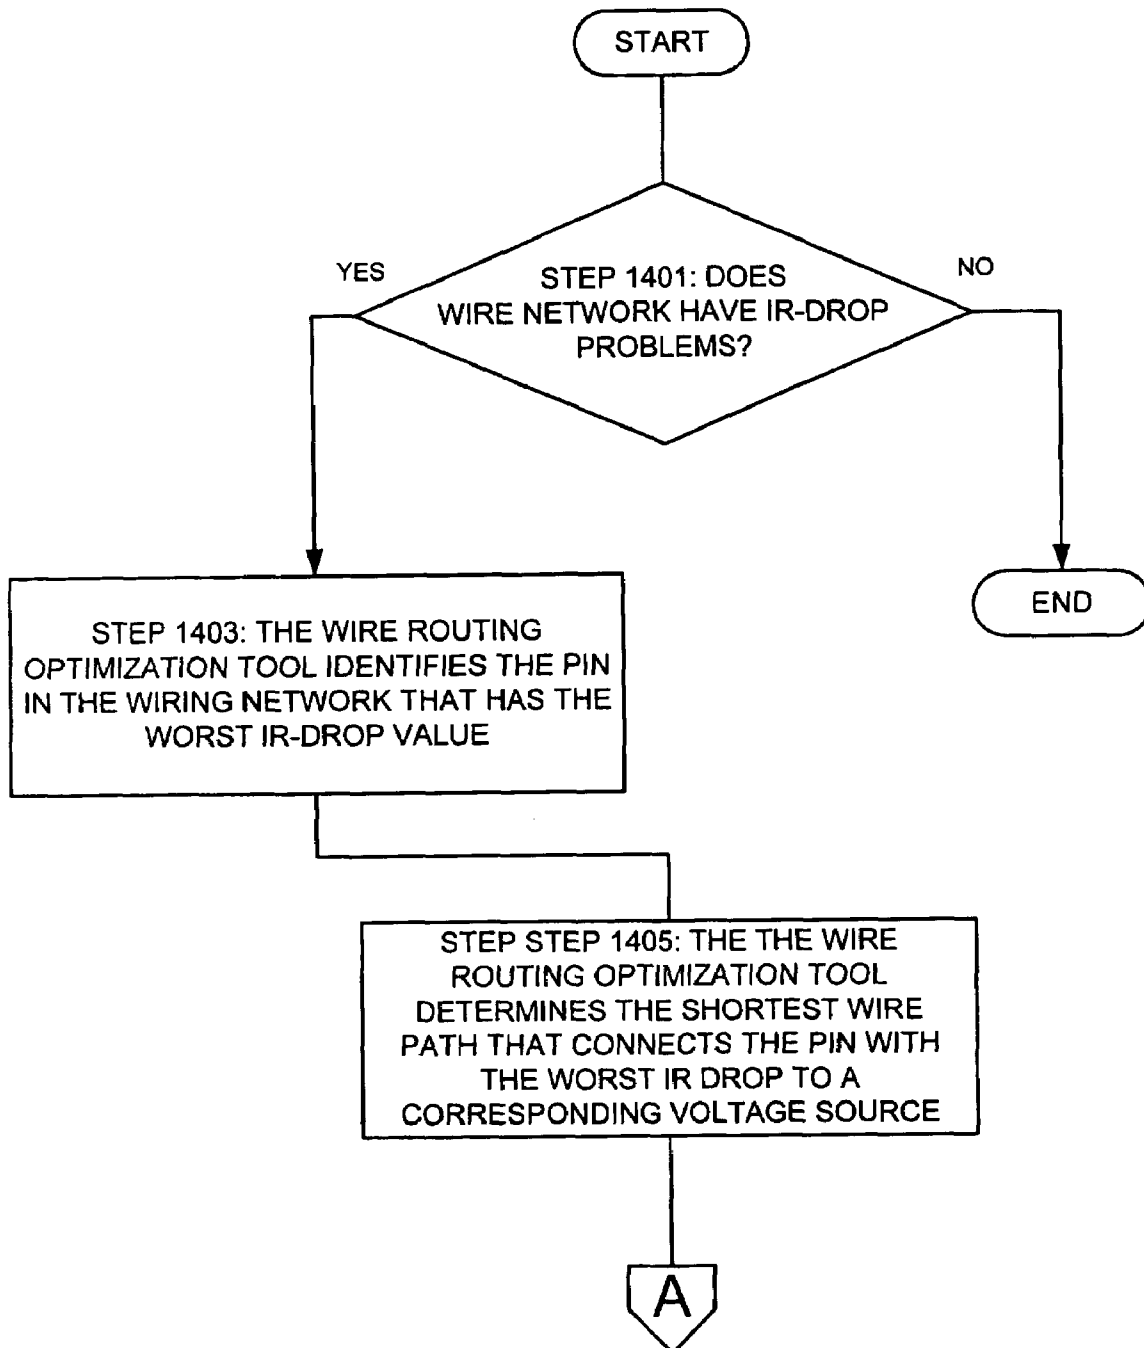 START
YES
STEP 1401: DOES
WIRE NETWORK HAVE IR-DROP
PROBLEMS?
NO
END
STEP 1403: THE WIRE ROUTING
OPTIMIZATION TOOL IDENTIFIES THE PIN
IN THE WIRING NETWORK THAT HAS THE
WORST IR-DROP VALUE
STEP STEP 1405: THE THE WIRE
ROUTING OPTIMIZATION TOOL
DETERMINES THE SHORTEST WIRE
PATH THAT CONNECTS THE PIN WITH
THE WORST IR DROP TO A
CORRESPONDING VOLTAGE SOURCE
A